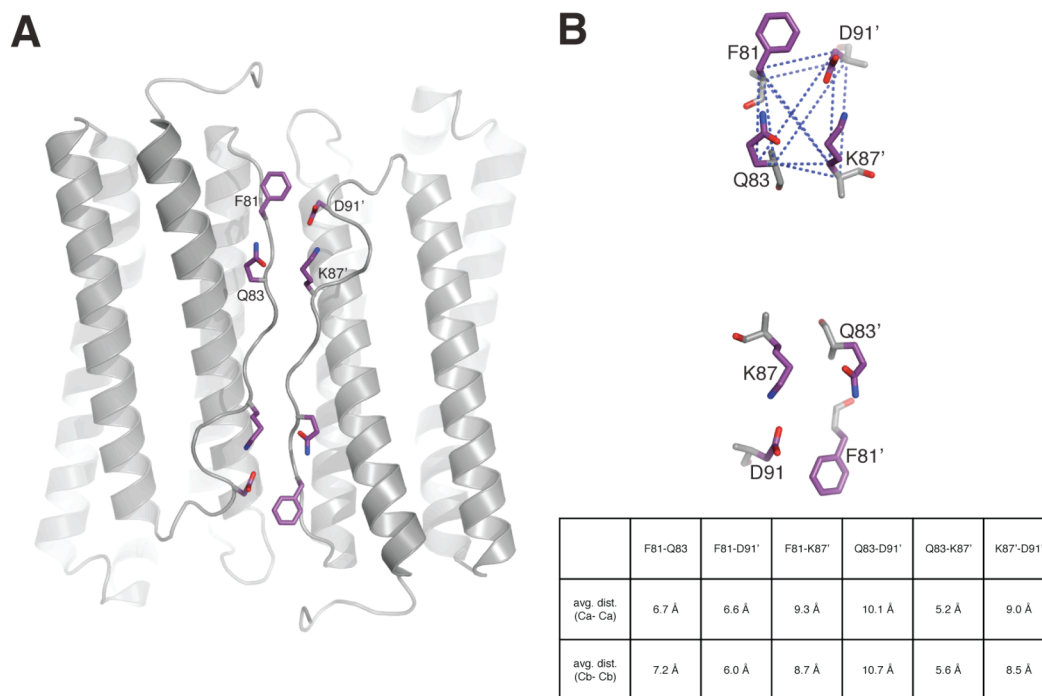 A
F81
D91'
Q83
K87'
B
D91'
F81
K87'
Q83
Q83'
K87
F81'
D91
F81-Q83 F81-D91' F81-K87' Q83-D91' Q83-K87' K87'-D91'
avg. dist.
(Ca- Ca) 6.7 Å 6.6 Å 9.3 Å 10.1 Å 5.2 Å 9.0 Å
avg. dist.
(Cb- Cb) 7.2 Å 6.0 Å 8.7 Å 10.7 Å 5.6 Å 8.5 Å